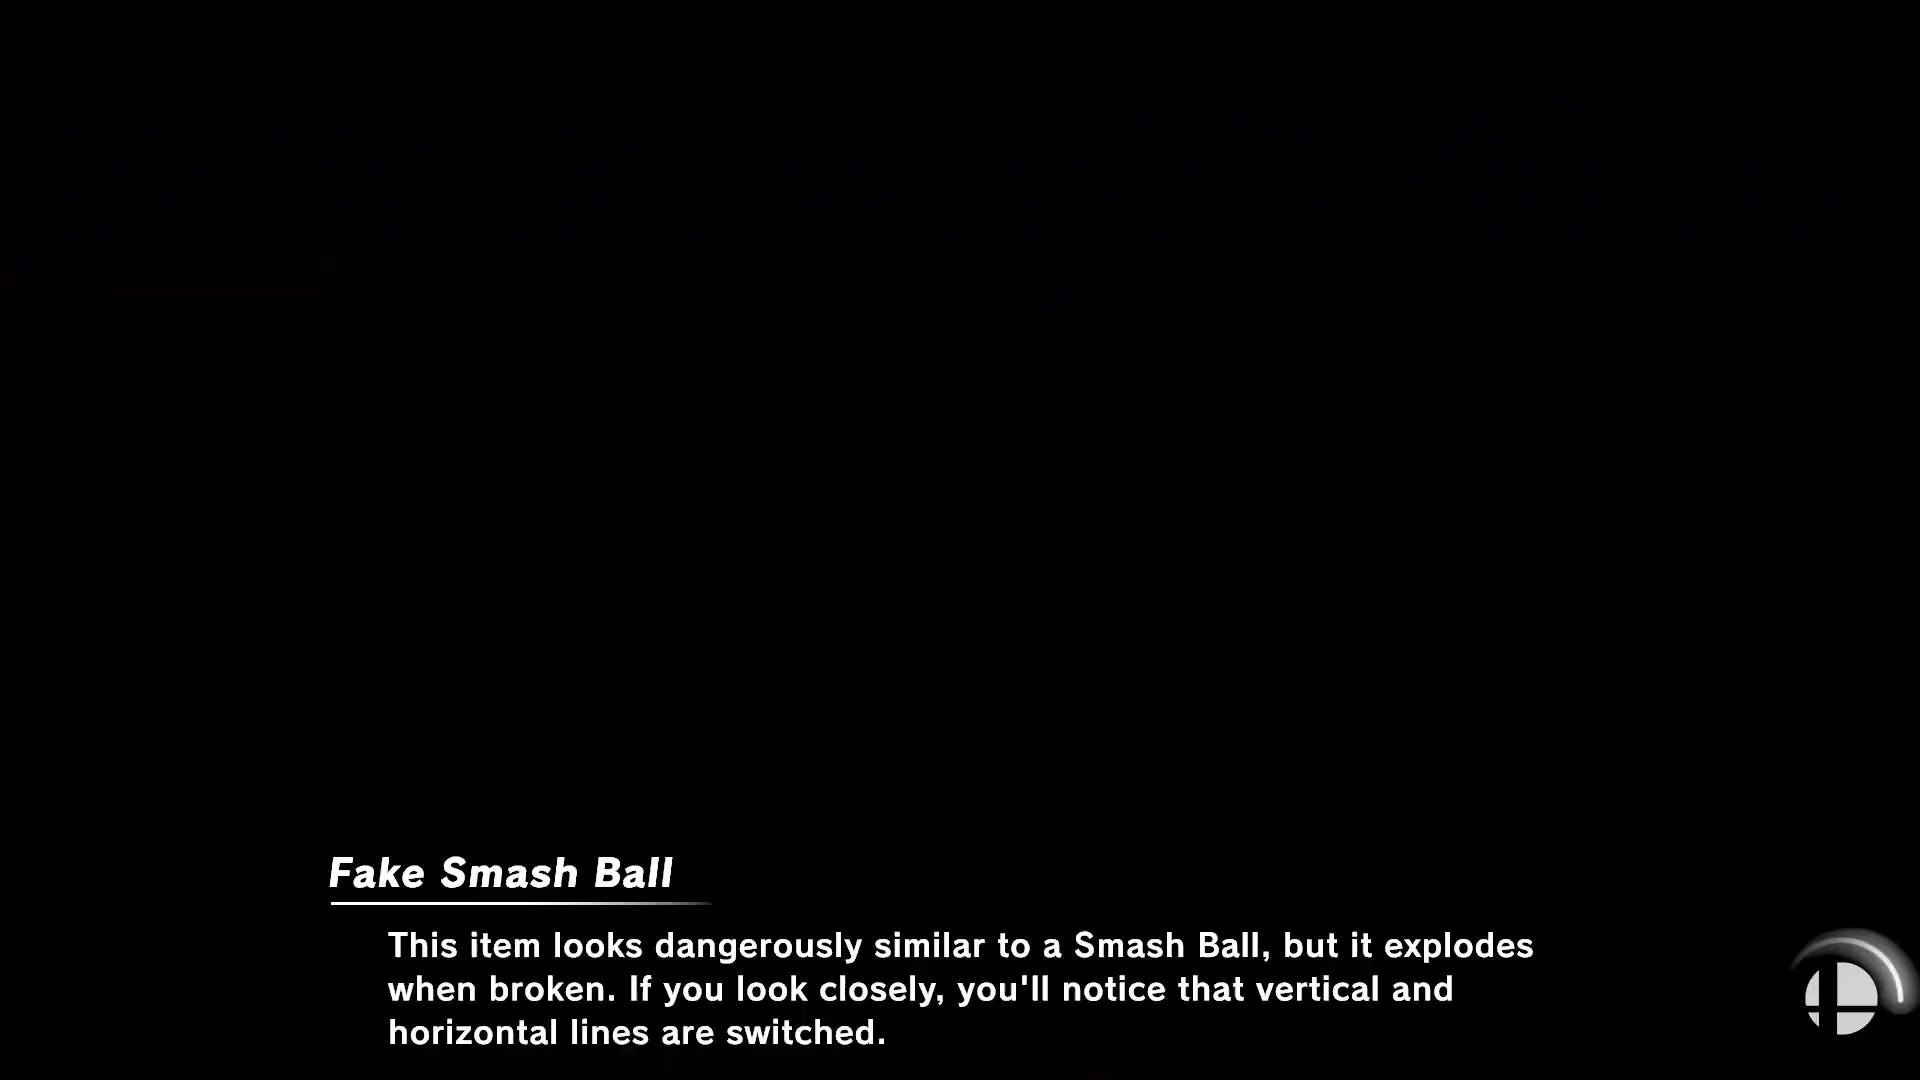 Fake Smash Ball
This item looks dangerously similar to a Smash Ball, but it explodes
when broken. If you look closely, you'll notice that vertical and
horizontal lines are switched.